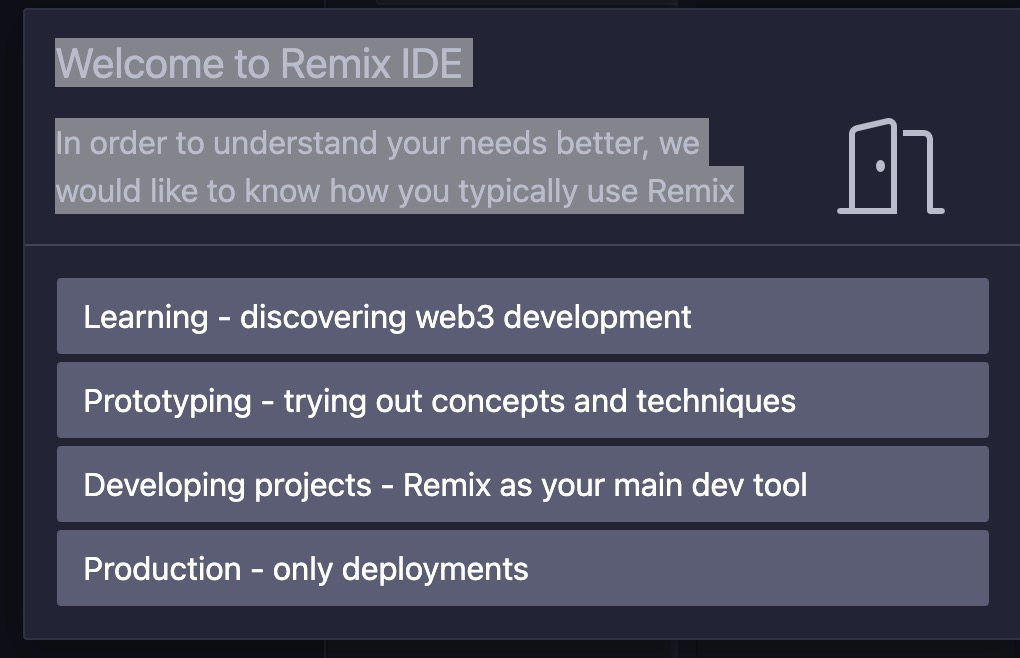 Welcome to Remix IDE
In order to understand your needs better, we
would like to know how you typically use Remix
Learning - discovering web3 development
Prototyping - trying out concepts and techniques
Developing projects - Remix as your main dev tool
Production - only deployments